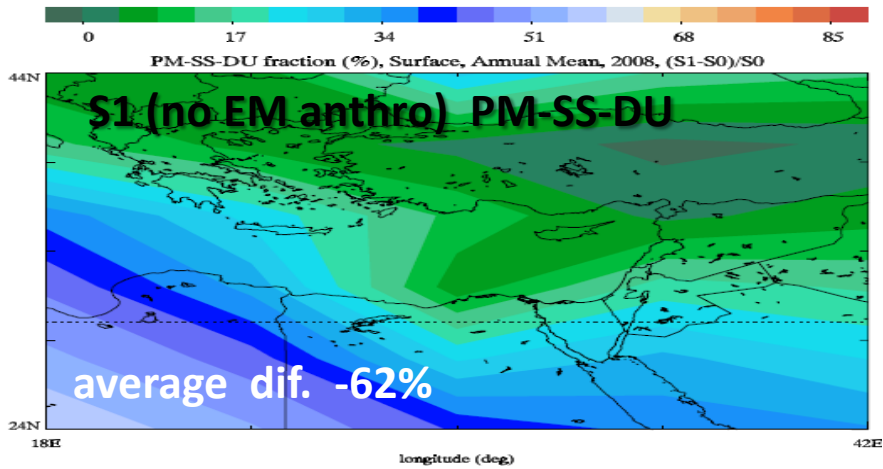 0 17 34 51 68 85
PM-SS-DU fraction (%), Surface, Annual Mean, 2008, (S1-S0)/S0
44N
S1 (no EM anthro) PM-SS-DU
average dif. -62%
24N
18E 42E
longitude (deg)